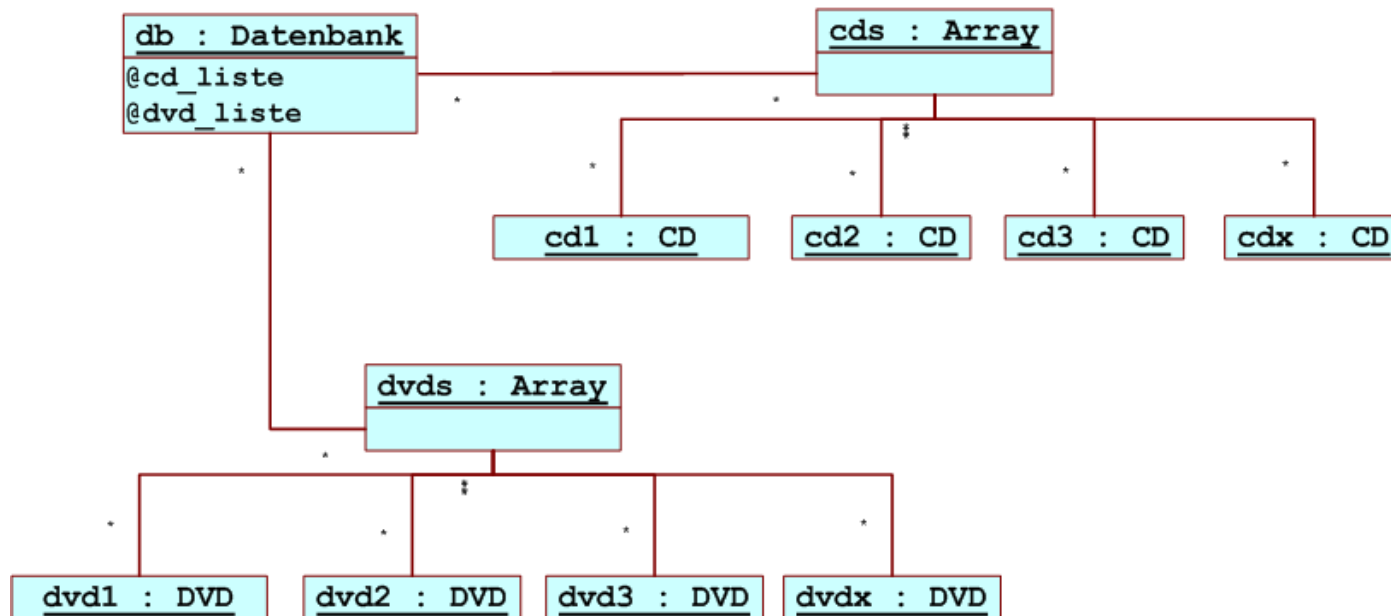 db : Datenbank
@cd_liste
@dvd_liste
cds : Array
*
*
*
*
*
*
*
*
cd1 : CD
cd2 : CD
cd3 : CD
cdx : CD
dvds : Array
*
*
*
*
*
*
*
dvd1 : DVD
dvd2 : DVD
dvd3 : DVD
dvdx : DVD